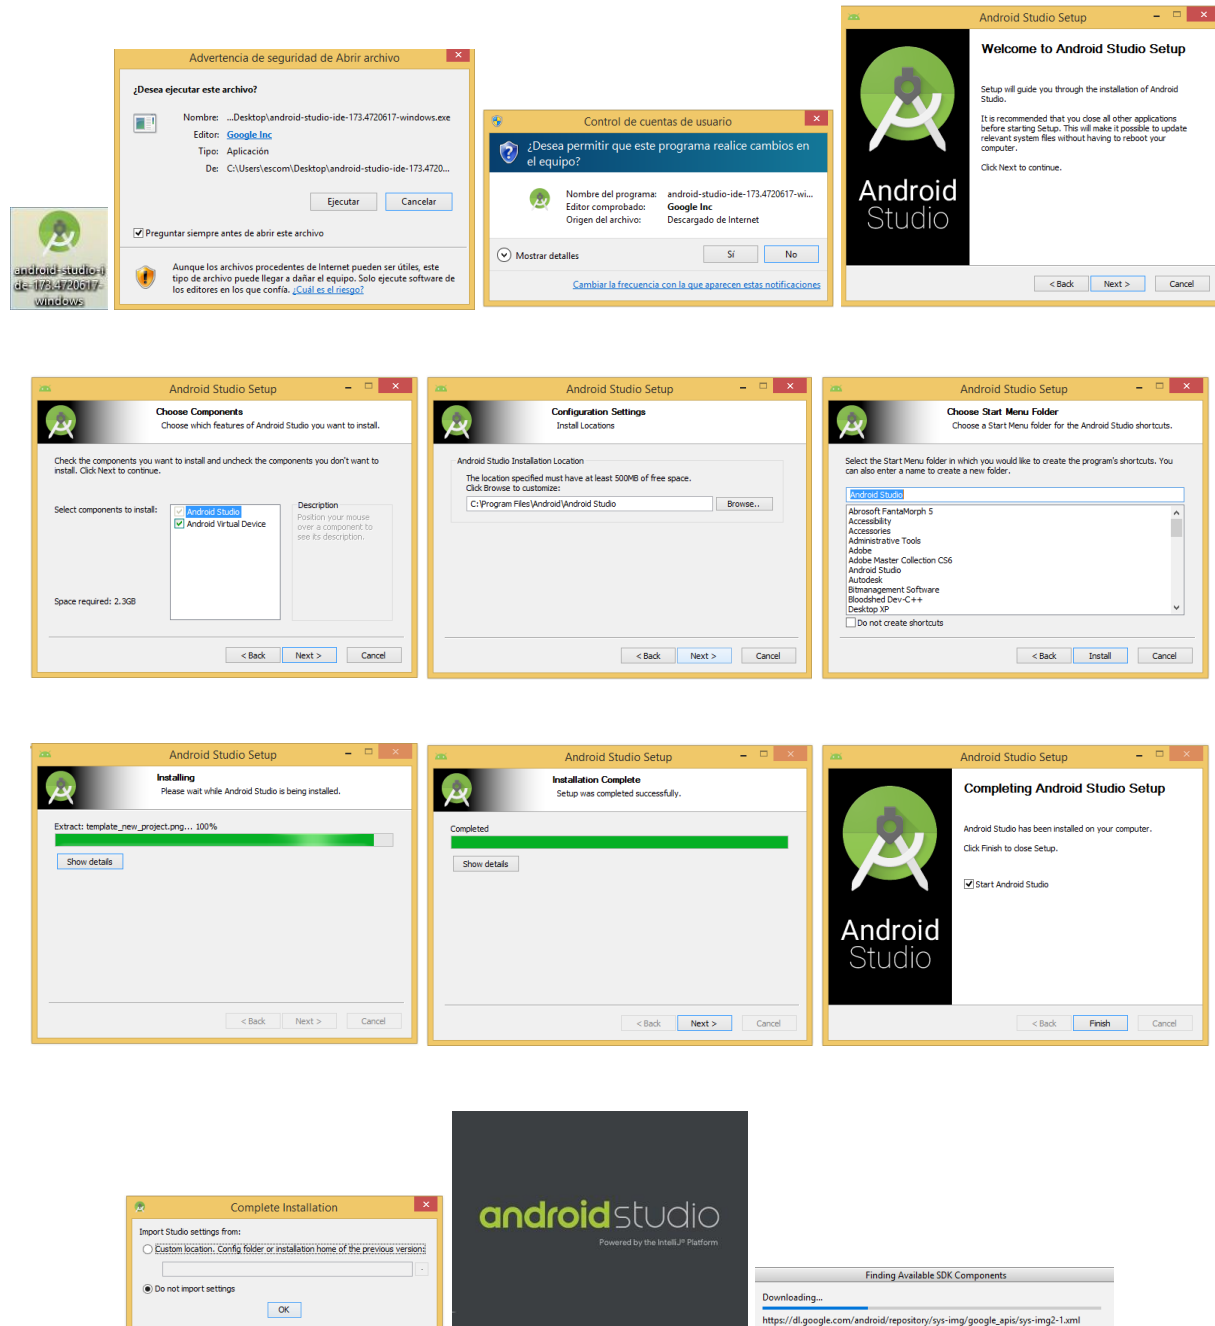 android-studio-i
de-173.4720617-
windows
Advertencia de seguridad de Abrir archivo
¿Desea ejecutar este archivo?
Nombre: ...Desktop\android-studio-ide-173.4720617-windows.exe
Editor: Google Inc
Tipo: Aplicación
De: C:\Users\escom\Desktop\android-studio-ide-173.4720...
Ejecutar Cancelar
Preguntar siempre antes de abrir este archivo
Aunque los archivos procedentes de Internet pueden ser útiles, este
tipo de archivo puede llegar a dañar el equipo. Solo ejecute software de
los editores en los que confía. ¿Cuál es el riesgo?
Control de cuentas de usuario
¿Desea permitir que este programa realice cambios en
el equipo?
Nombre del programa: android-studio-ide-173.4720617-wi...
Editor comprobado: Google Inc
Origen del archivo: Descargado de Internet
Mostrar detalles
Sí No
Cambiar la frecuencia con la que aparecen estas notificaciones
Android Studio Setup
Android
Studio
Welcome to Android Studio Setup
Setup will guide you through the installation of Android
Studio.
It is recommended that you close all other applications
before starting Setup. This will make it possible to update
relevant system files without having to reboot your
computer.
Click Next to continue.
< Back Next > Cancel
Android Studio Setup
Choose Components
Choose which features of Android Studio you want to install.
Check the components you want to install and uncheck the components you don't want to
install. Click Next to continue.
Select components to install:
Android Studio
Android Virtual Device
Description
Position your mouse
over a component to
see its description.
Space required: 2.3GB
< Back Next > Cancel
Android Studio Setup
Configuration Settings
Install Locations
Android Studio Installation Location
The location specified must have at least 500MB of free space.
Click Browse to customize:
C:\Program Files\Android\Android Studio
Browse..
< Back Next > Cancel
Android Studio Setup
Choose Start Menu Folder
Choose a Start Menu folder for the Android Studio shortcuts.
Select the Start Menu folder in which you would like to create the program's shortcuts. You
can also enter a name to create a new folder.
Android Studio
Abrosoft FantaMorph 5
Accessibility
Accessories
Administrative Tools
Adobe
Adobe Master Collection CS6
Android Studio
Autodesk
Bitmanagement Software
Bloodshed Dev-C++
Desktop XP
Do not create shortcuts
< Back Install Cancel
Android Studio Setup
Installing
Please wait while Android Studio is being installed.
Extract: template_new_project.png... 100%
Show details
< Back Next > Cancel
Android Studio Setup
Installation Complete
Setup was completed successfully.
Completed
Show details
< Back Next > Cancel
Android Studio Setup
Android
Studio
Completing Android Studio Setup
Android Studio has been installed on your computer.
Click Finish to close Setup.
Start Android Studio
< Back Finish Cancel
Complete Installation
Import Studio settings from:
Custom location. Config folder or installation home of the previous version:
Do not import settings
OK
androidstudio
Powered by the IntelliJ® Platform
Finding Available SDK Components
Downloading...
https://dl.google.com/android/repository/sys-img/google_apis/sys-img2-1.xml